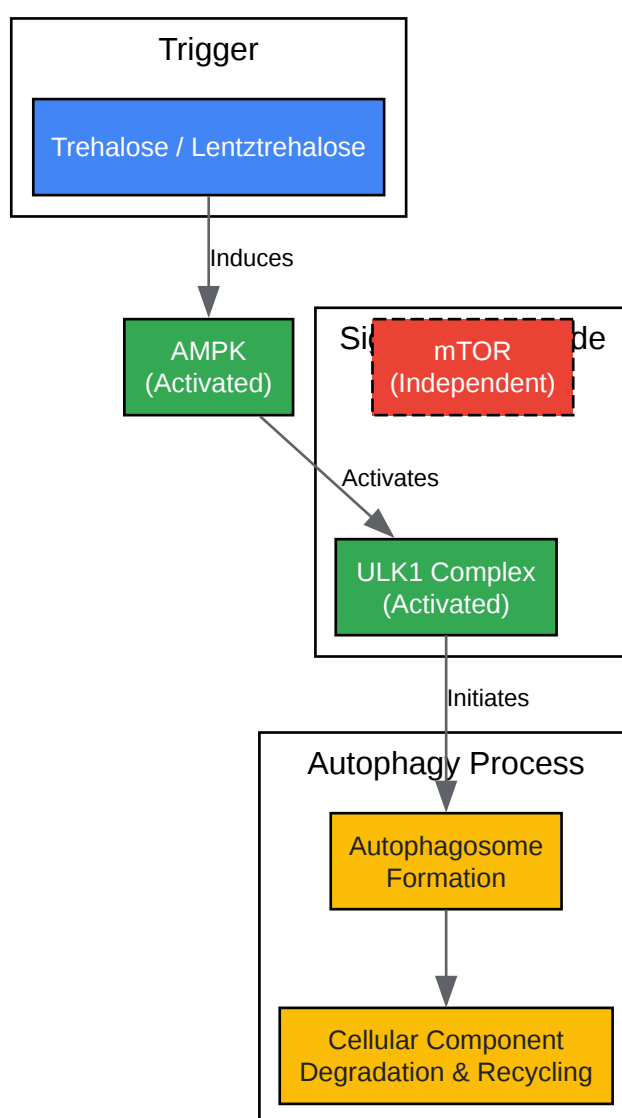 Trigger
Trehalose / Lentztrehalose
Induces
AMPK
(Activated)
mTOR
(Independent)
Activates
ULK1 Complex
(Activated)
Initiates
Autophagy Process
Autophagosome
Formation
Cellular Component
Degradation & Recycling